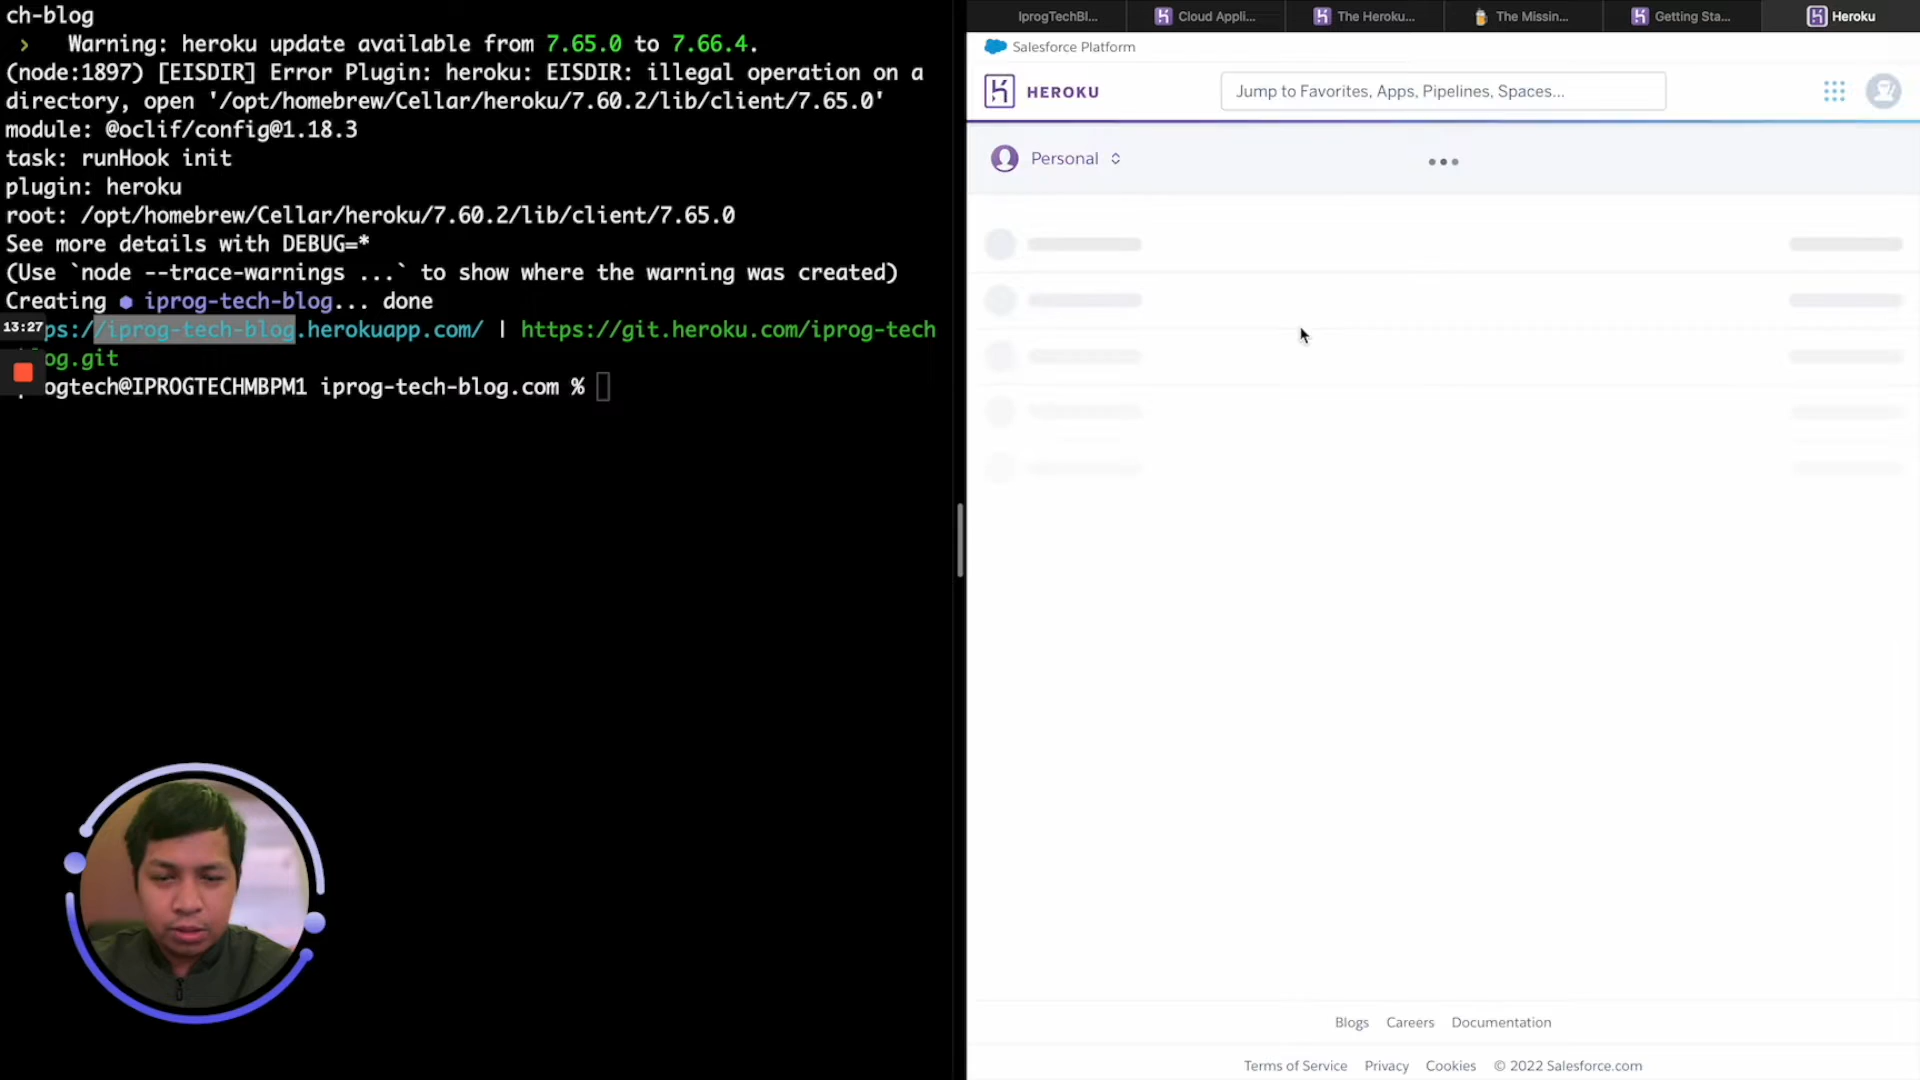 ch-blog
› Warning: heroku update available from 7.65.0 to 7.66.4.
(node:1897) [EISDIR] Error Plugin: heroku: EISDIR: illegal operation on a
directory, open '/opt/homebrew/Cellar/heroku/7.60.2/lib/client/7.65.0'
module: @oclif/config@1.18.3
task: runHook init
plugin: heroku
root: /opt/homebrew/Cellar/heroku/7.60.2/lib/client/7.65.0
See more details with DEBUG=*
(Use `node --trace-warnings ...` to show where the warning was created)
Creating ⬢ iprog-tech-blog... done
13:27
ps://iprog-tech-blog.herokuapp.com/ | https://git.heroku.com/iprog-tech
og.git
ogtech@IPROGTECHMBPM1 iprog-tech-blog.com %
IprogTechBl...
Cloud Appli...
The Heroku...
The Missin...
Getting Sta...
Heroku
Salesforce Platform
HEROKU
Jump to Favorites, Apps, Pipelines, Spaces...
Personal
Blogs Careers Documentation
Terms of Service Privacy Cookies © 2022 Salesforce.com